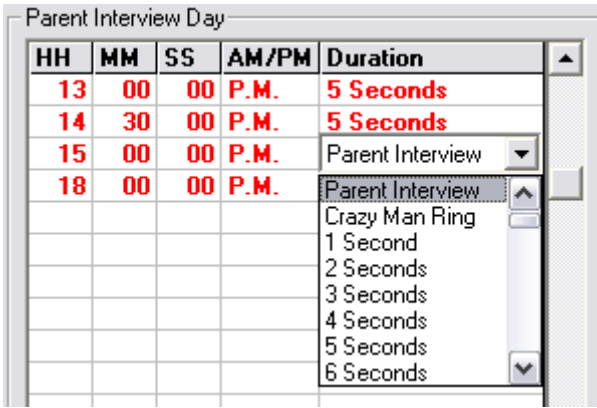 Parent Interview Day
HH MM SS AM/PM Duration
13 00 00 P.M. 5 Seconds
14 30 00 P.M. 5 Seconds
15 00 00 P.M. Parent Interview
18 00 00 P.M. Parent Interview
Crazy Man Ring
1 Second
2 Seconds
3 Seconds
4 Seconds
5 Seconds
6 Seconds